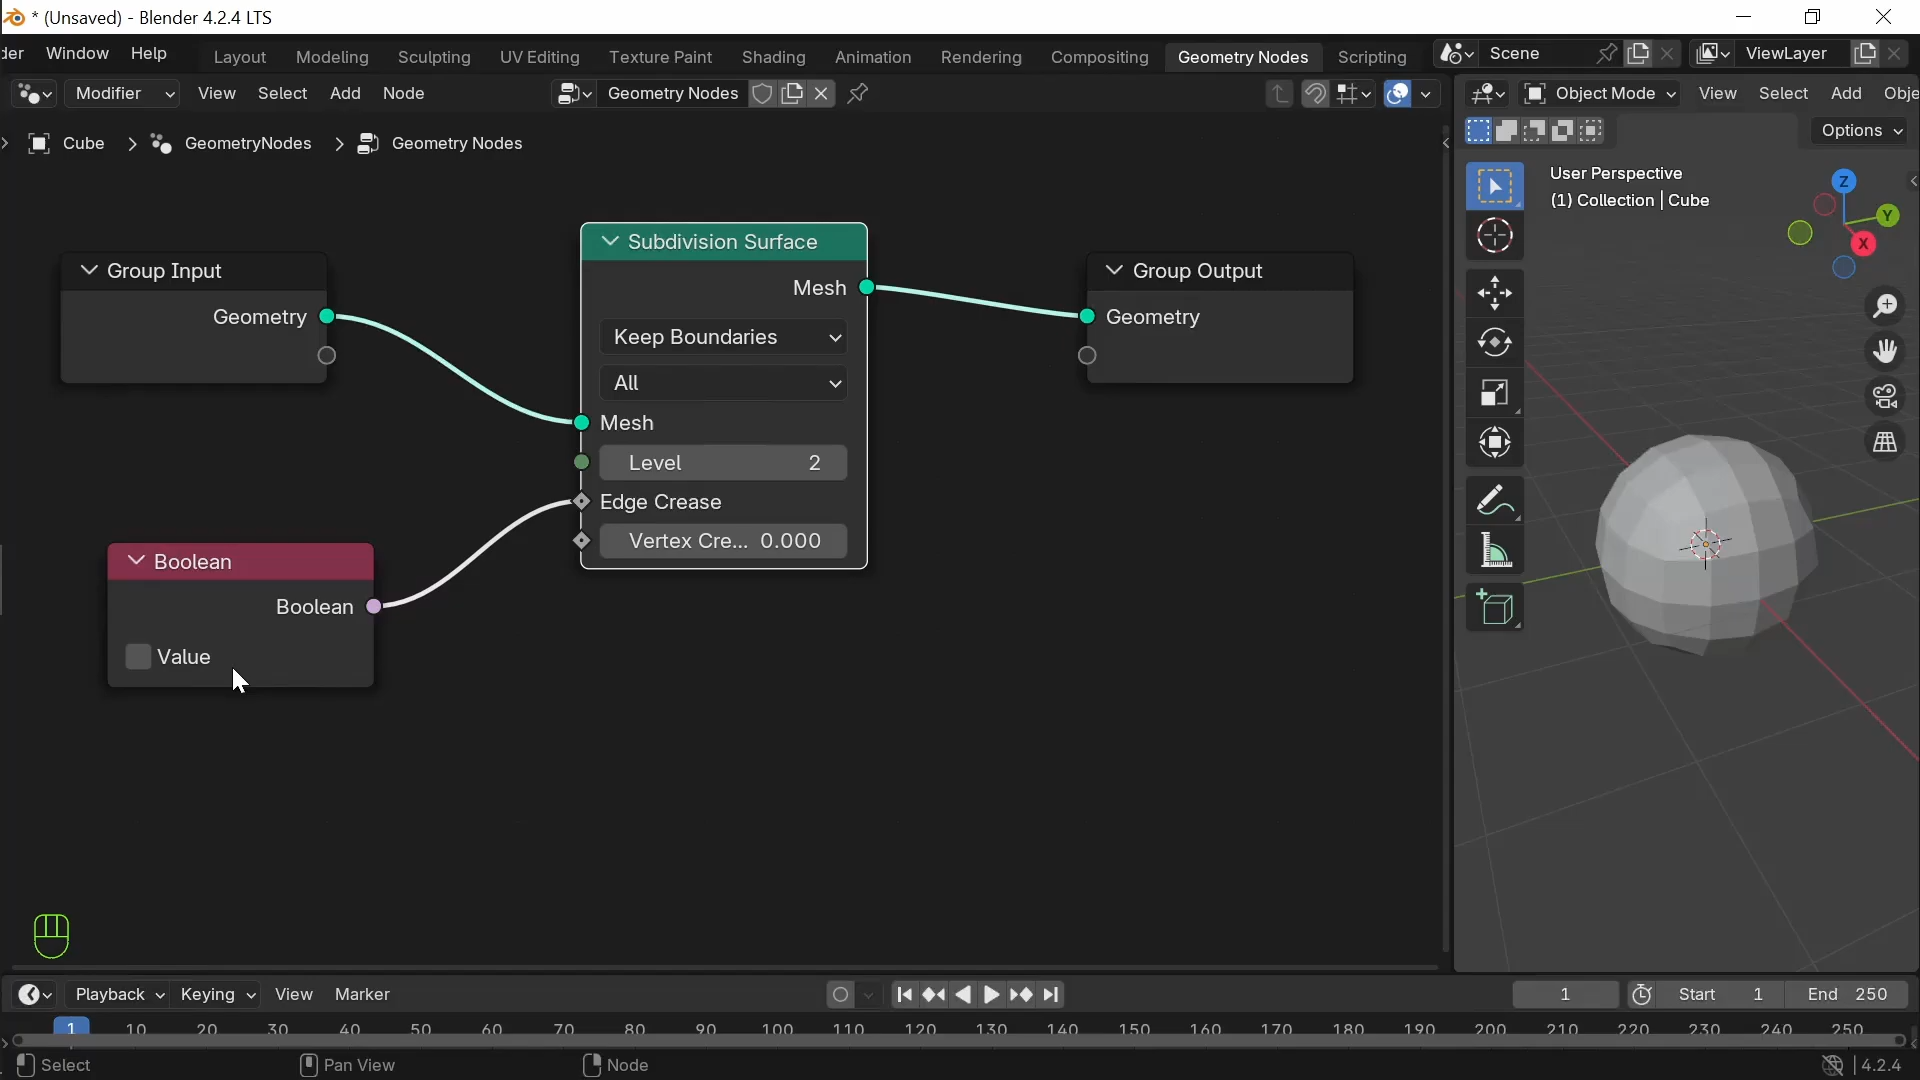 * (Unsaved) - Blender 4.2.4 LTS
der Window Help Layout Modeling Sculpting UV Editing Texture Paint Shading Animation Rendering Compositing Geometry Nodes Scripting Scene ViewLayer
Modifier View Select Add Node Geometry Nodes Object Mode View Select Add Obje
Cube GeometryNodes Geometry Nodes
Options
User Perspective
(1) Collection | Cube
Z
Y
X
Group Input
Geometry
Subdivision Surface
Mesh
Keep Boundaries
All
Mesh
Level 2
Edge Crease
Vertex Cre... 0.000
Group Output
Geometry
Boolean
Boolean
Value
Playback Keying View Marker 1 Start 1 End 250
1 10 20 30 40 50 60 70 80 90 100 110 120 130 140 150 160 170 180 190 200 210 220 230 240 250
Select Pan View Node 4.2.4